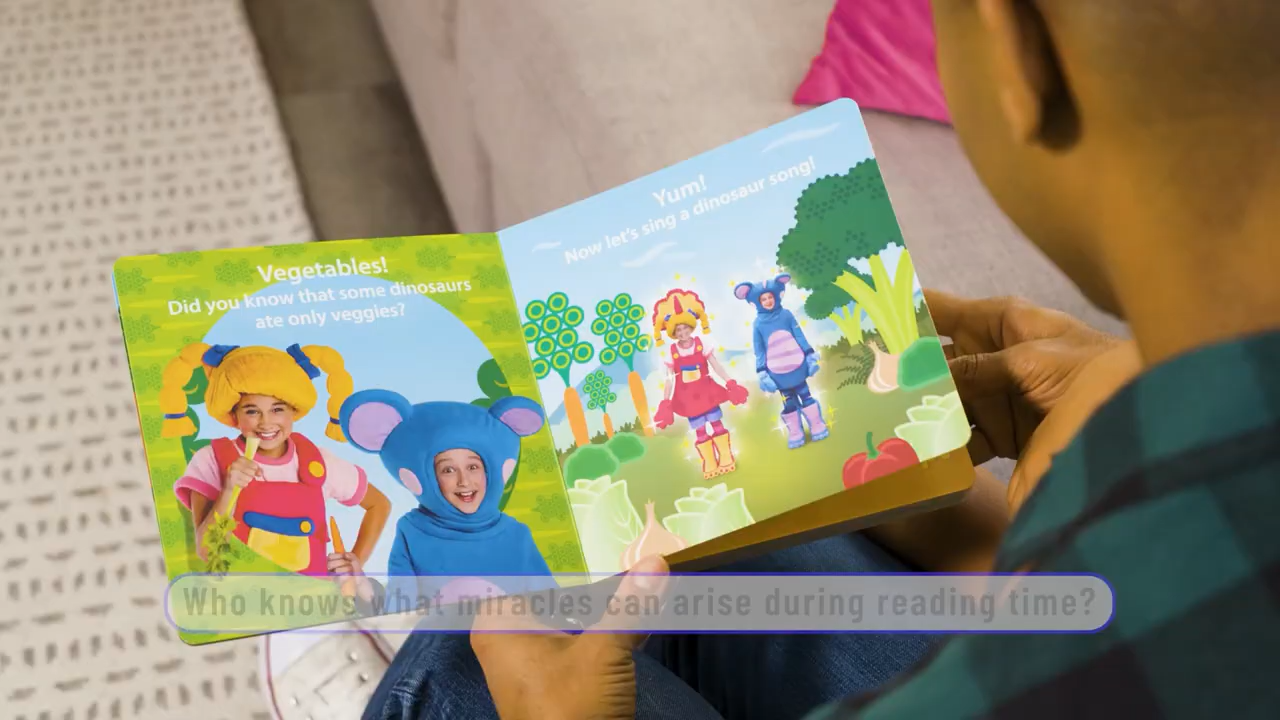 Vegetables!
Did you know that some dinosaurs
ate only veggies?
Yum!
Now let's sing a dinosaur song!
Who knows what miracles can arise during reading time?